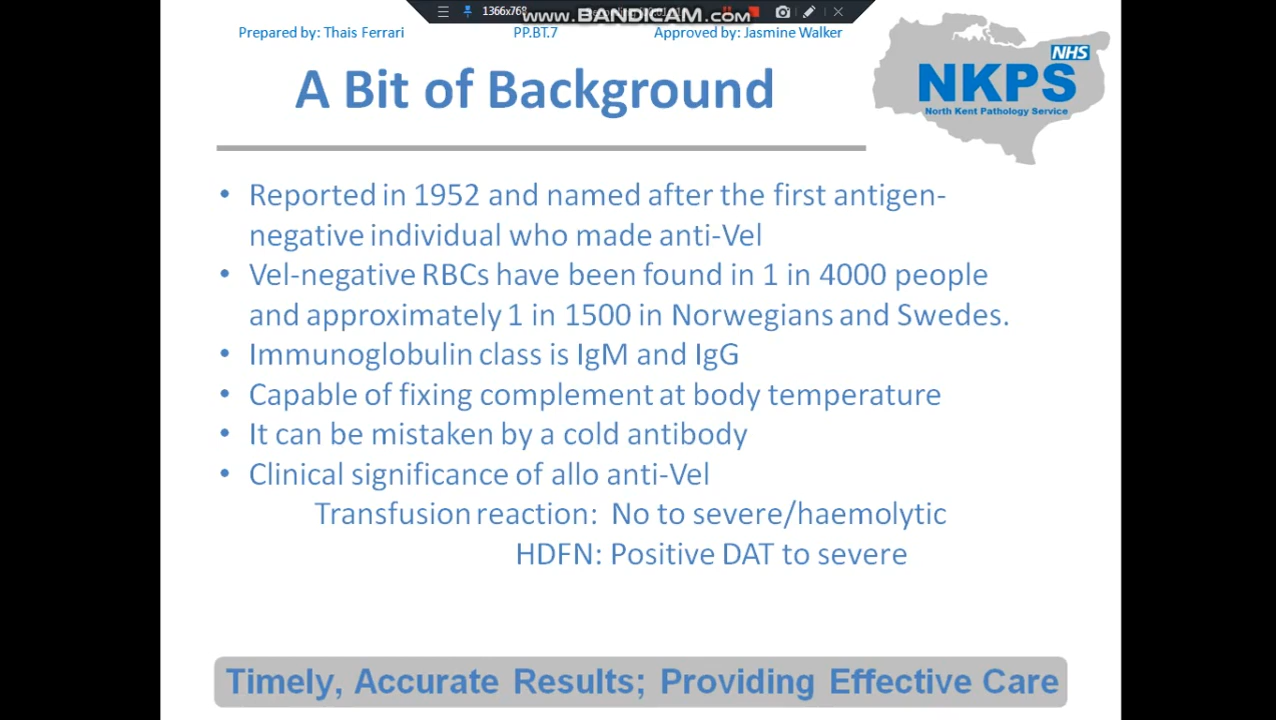 1366x768
www.BANDICAM.com
Prepared by: Thais Ferrari
PP.BT.7
Approved by: Jasmine Walker
NHS
NKPS
North Kent Pathology Service
A Bit of Background
• Reported in 1952 and named after the first antigen-
negative individual who made anti-Vel
• Vel-negative RBCs have been found in 1 in 4000 people
and approximately 1 in 1500 in Norwegians and Swedes.
• Immunoglobulin class is IgM and IgG
• Capable of fixing complement at body temperature
• It can be mistaken by a cold antibody
• Clinical significance of allo anti-Vel
Transfusion reaction: No to severe/haemolytic
HDFN: Positive DAT to severe
Timely, Accurate Results; Providing Effective Care